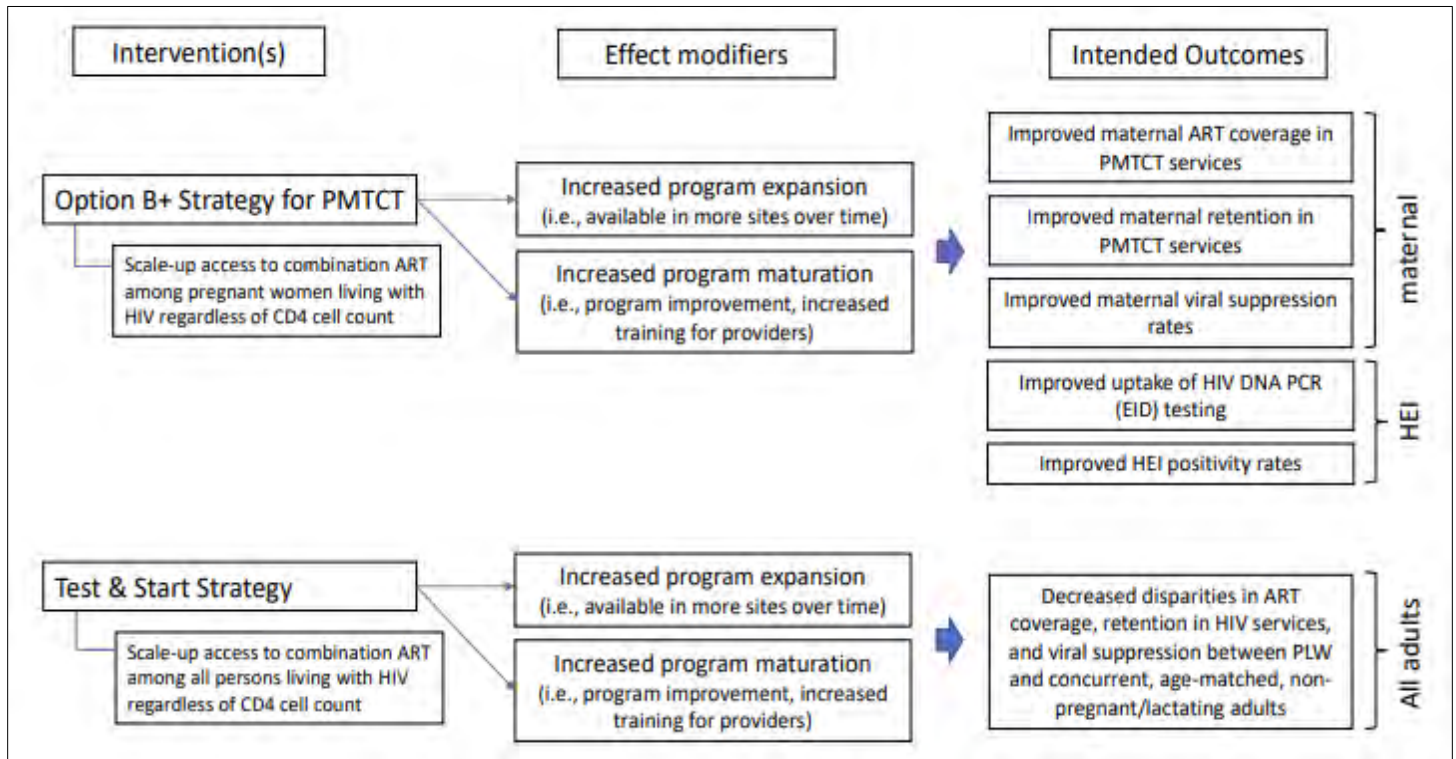 Intervention(s)
Effect modifiers
Intended Outcomes
Option B+ Strategy for PMTCT
Scale-up access to combination ART
among pregnant women living with
HIV regardless of CD4 cell count
Increased program expansion
(i.e., available in more sites over time)
Increased program maturation
(i.e., program improvement, increased
training for providers)
Improved maternal ART coverage in
PMTCT services
Improved maternal retention in
PMTCT services
Improved maternal viral suppression
rates
maternal
Improved uptake of HIV DNA PCR
(EID) testing
Improved HEI positivity rates
HEI
Test & Start Strategy
Scale-up access to combination ART
among all persons living with HIV
regardless of CD4 cell count
Increased program expansion
(i.e., available in more sites over time)
Increased program maturation
(i.e., program improvement, increased
training for providers)
Decreased disparities in ART
coverage, retention in HIV services,
and viral suppression between PLW
and concurrent, age-matched, non-
pregnant/lactating adults
All adults